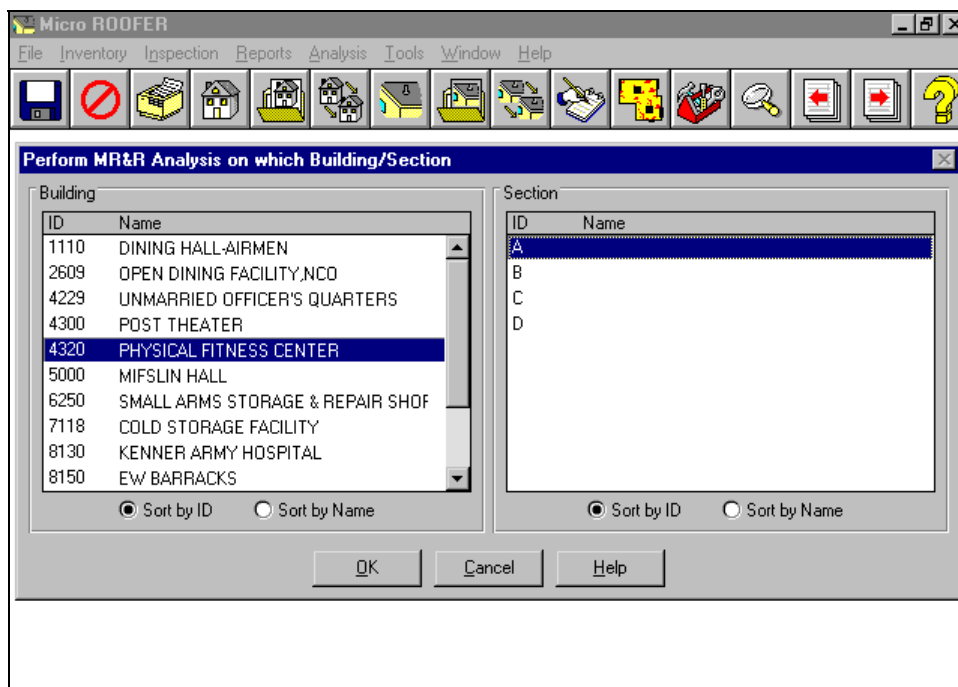 Micro ROOFER
File Inventory Inspection Reports Analysis Tools Window Help
Perform MR&R Analysis on which Building/Section
Building
ID Name
1110 DINING HALL-AIRMEN
2609 OPEN DINING FACILITY,NCO
4229 UNMARRIED OFFICER'S QUARTERS
4300 POST THEATER
4320 PHYSICAL FITNESS CENTER
5000 MIFSLIN HALL
6250 SMALL ARMS STORAGE & REPAIR SHOF
7118 COLD STORAGE FACILITY
8130 KENNER ARMY HOSPITAL
8150 EW BARRACKS
Sort by ID Sort by Name
Section
ID Name
A
B
C
D
Sort by ID Sort by Name
OK Cancel Help